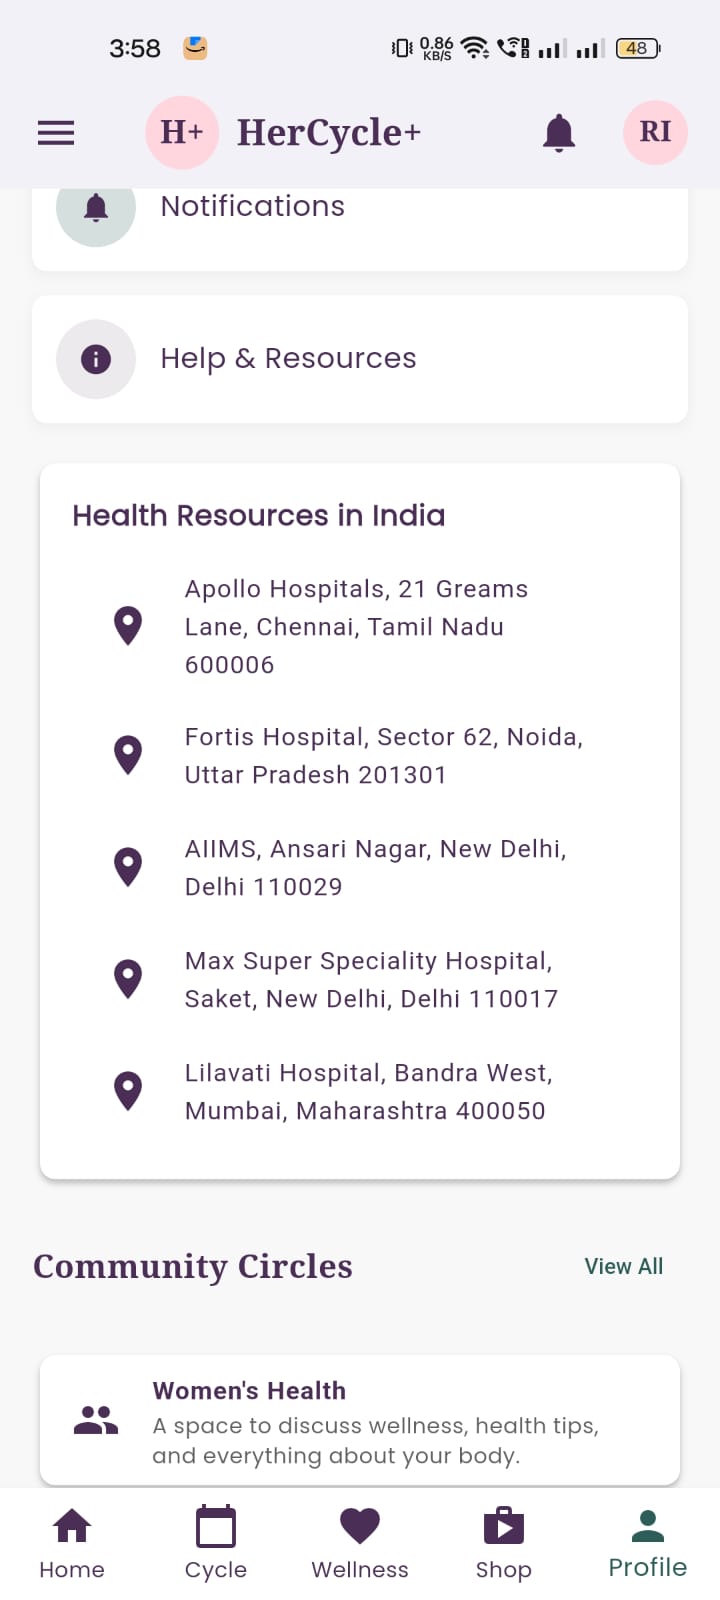 3:58
0.86
KB/S
48
H+ HerCycle+
RI
Notifications
Help & Resources
Health Resources in India
Apollo Hospitals, 21 Greams
Lane, Chennai, Tamil Nadu
600006
Fortis Hospital, Sector 62, Noida,
Uttar Pradesh 201301
AIIMS, Ansari Nagar, New Delhi,
Delhi 110029
Max Super Speciality Hospital,
Saket, New Delhi, Delhi 110017
Lilavati Hospital, Bandra West,
Mumbai, Maharashtra 400050
Community Circles
View All
Women's Health
A space to discuss wellness, health tips,
and everything about your body.
Home
Cycle
Wellness
Shop
Profile